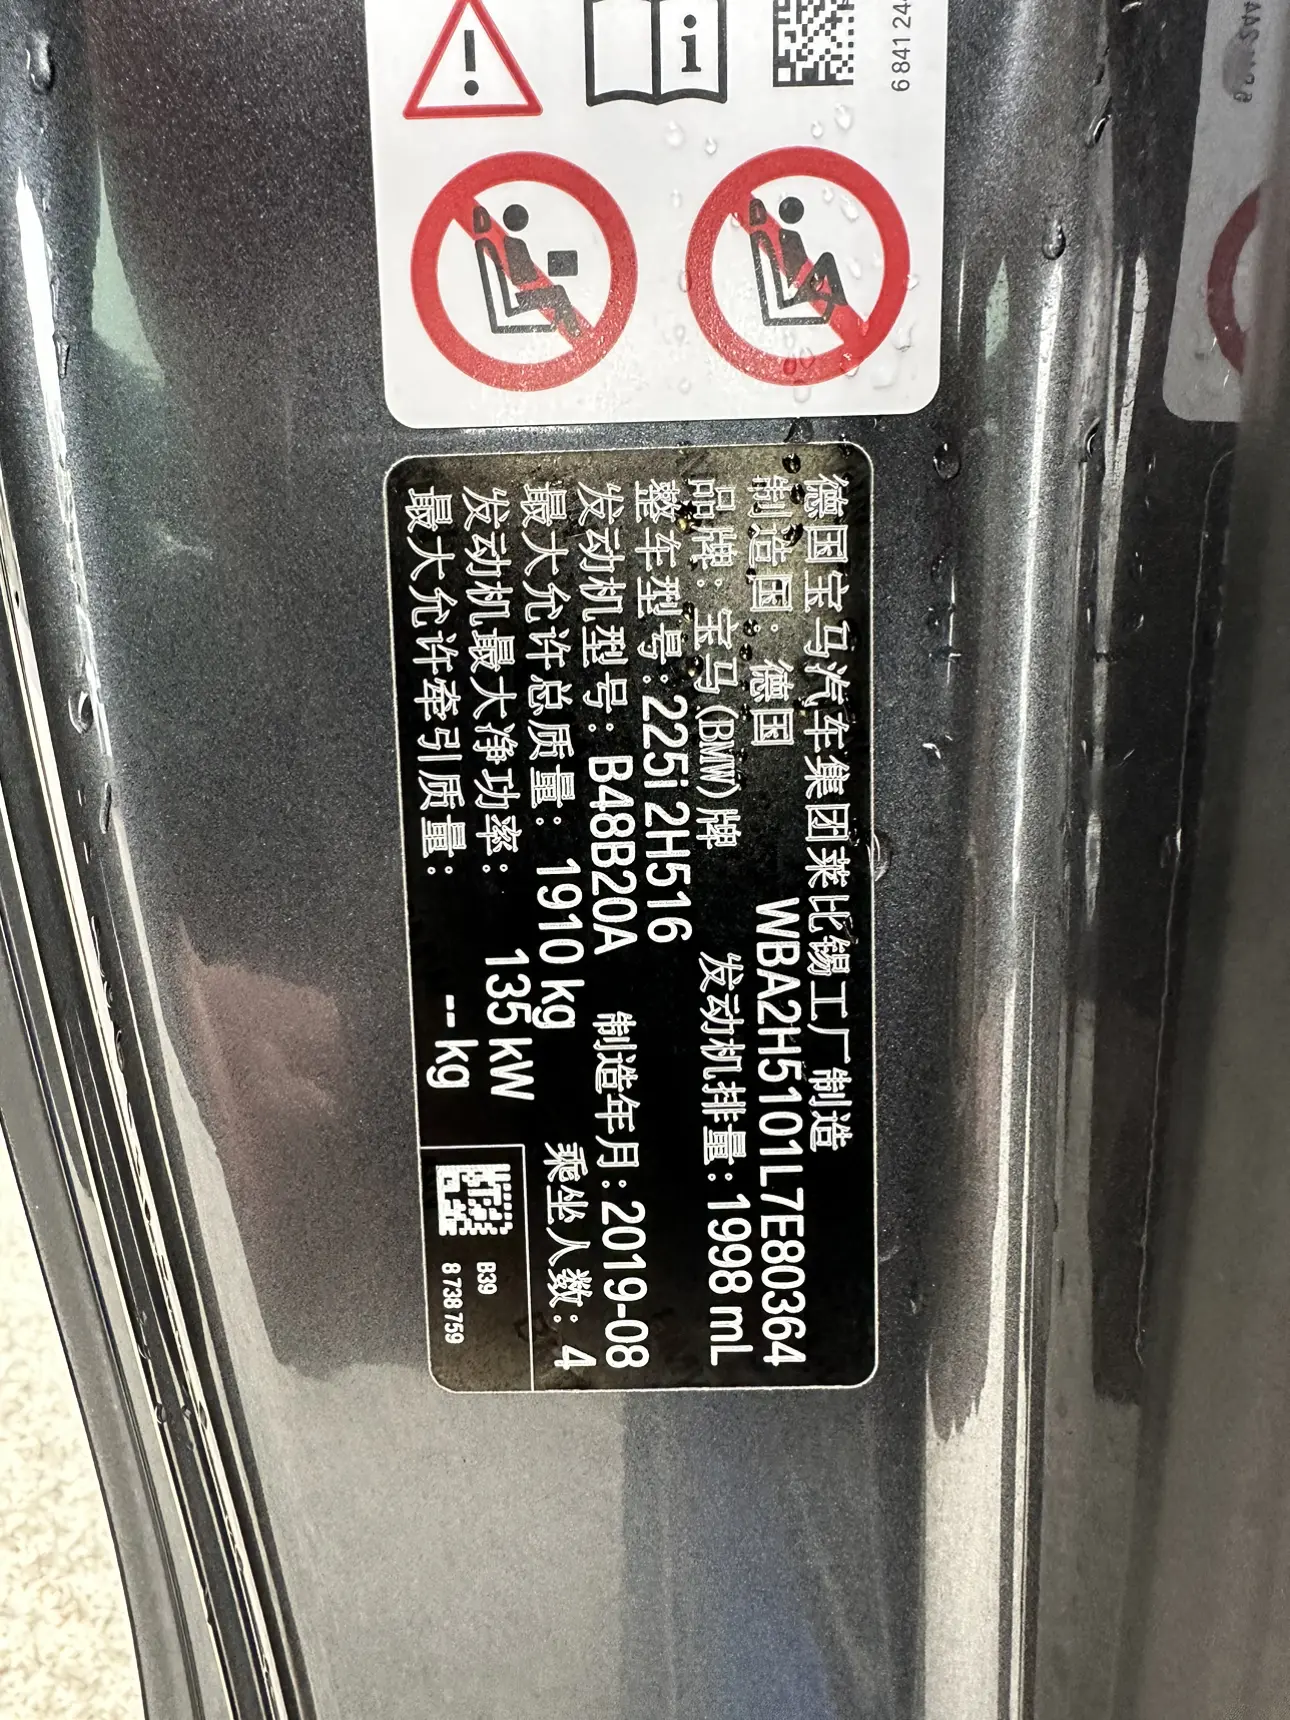 6 841 24
德国宝马汽车集团莱比锡工厂制造
制造国：德国 WBA2H5101L7E80364
品牌：宝马(BMW)牌 发动机排量：1998 mL
整车型号：225i 2H516
发动机型号：B48B20A 制造年月：2019-08
最大允许总质量：1910 kg 乘坐人数：4
发动机最大净功率：135 kW
最大允许牵引质量：-- kg
B39
8 738 759